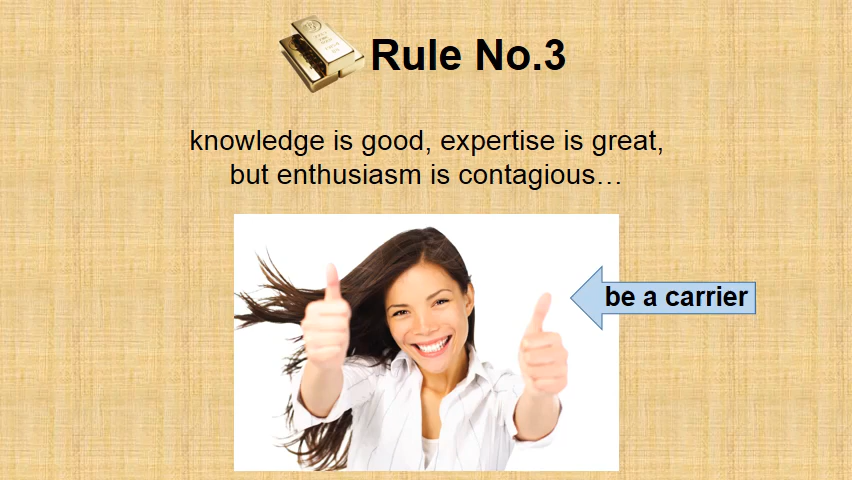 Rule No.3
knowledge is good, expertise is great,
but enthusiasm is contagious…
be a carrier